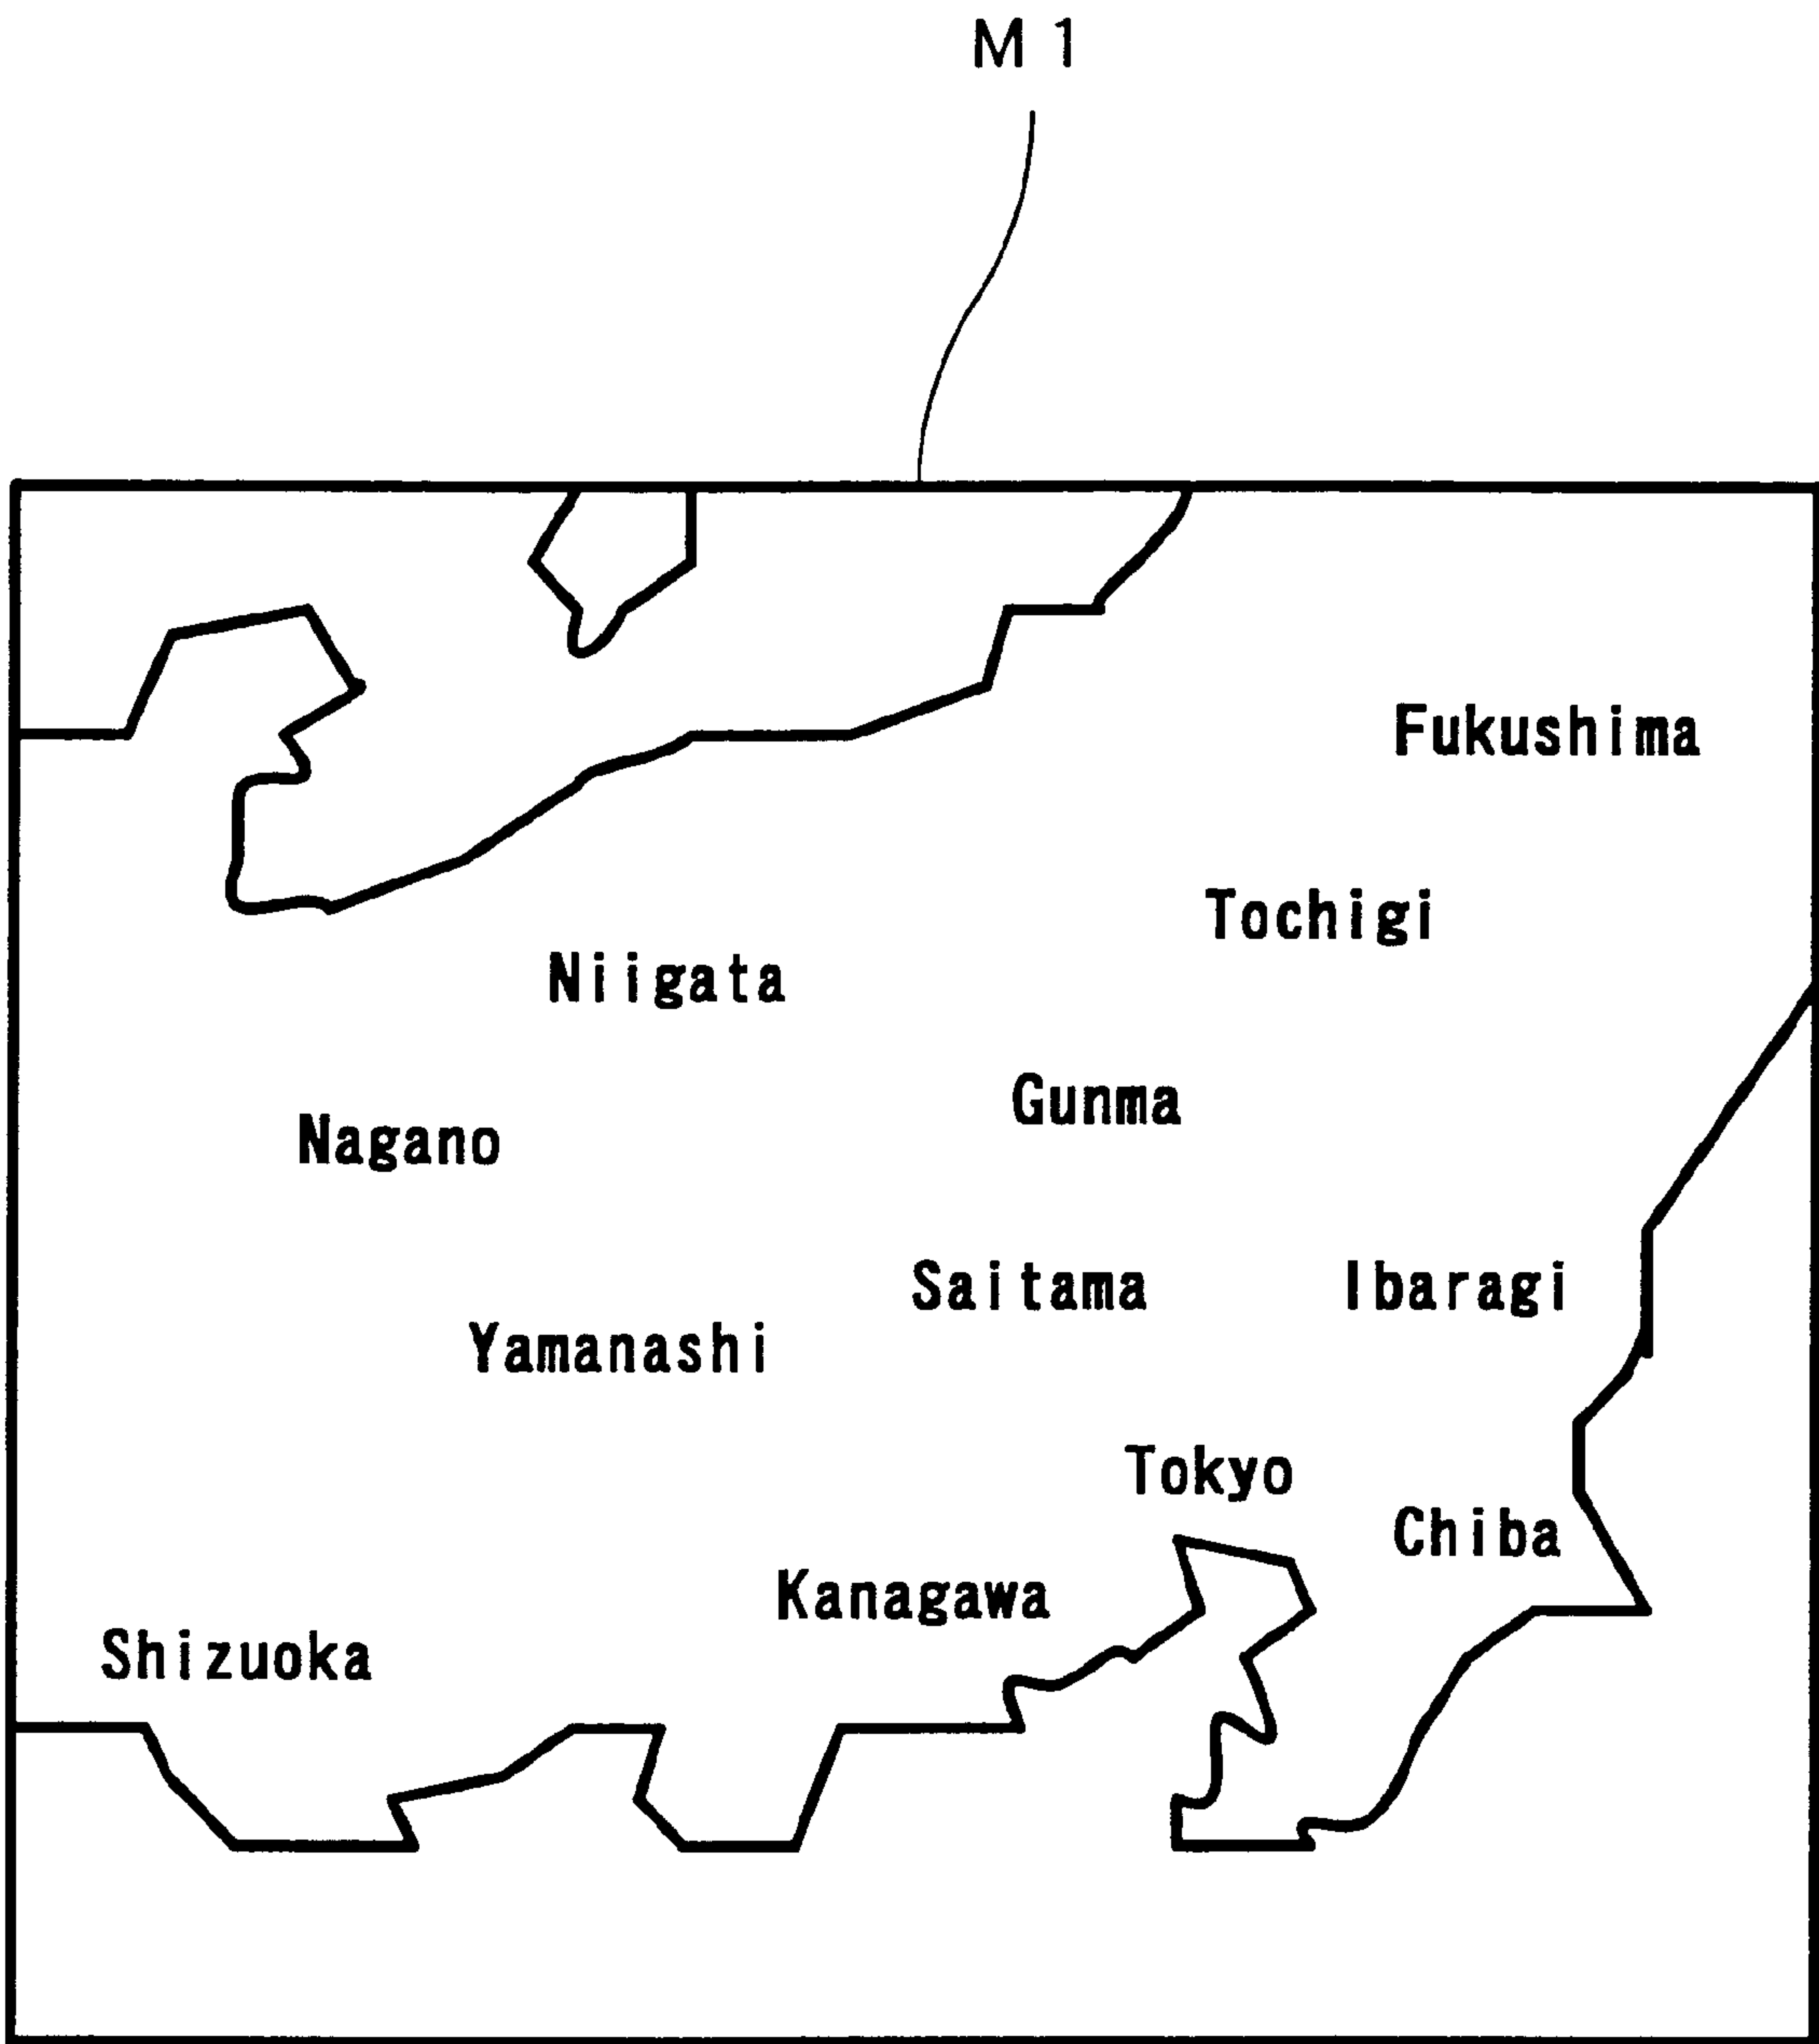 M1
Fukushima
Tochigi
Niigata
Gunma
Nagano
Saitama
Ibaragi
Yamanashi
Tokyo
Chiba
Kanagawa
Shizuoka